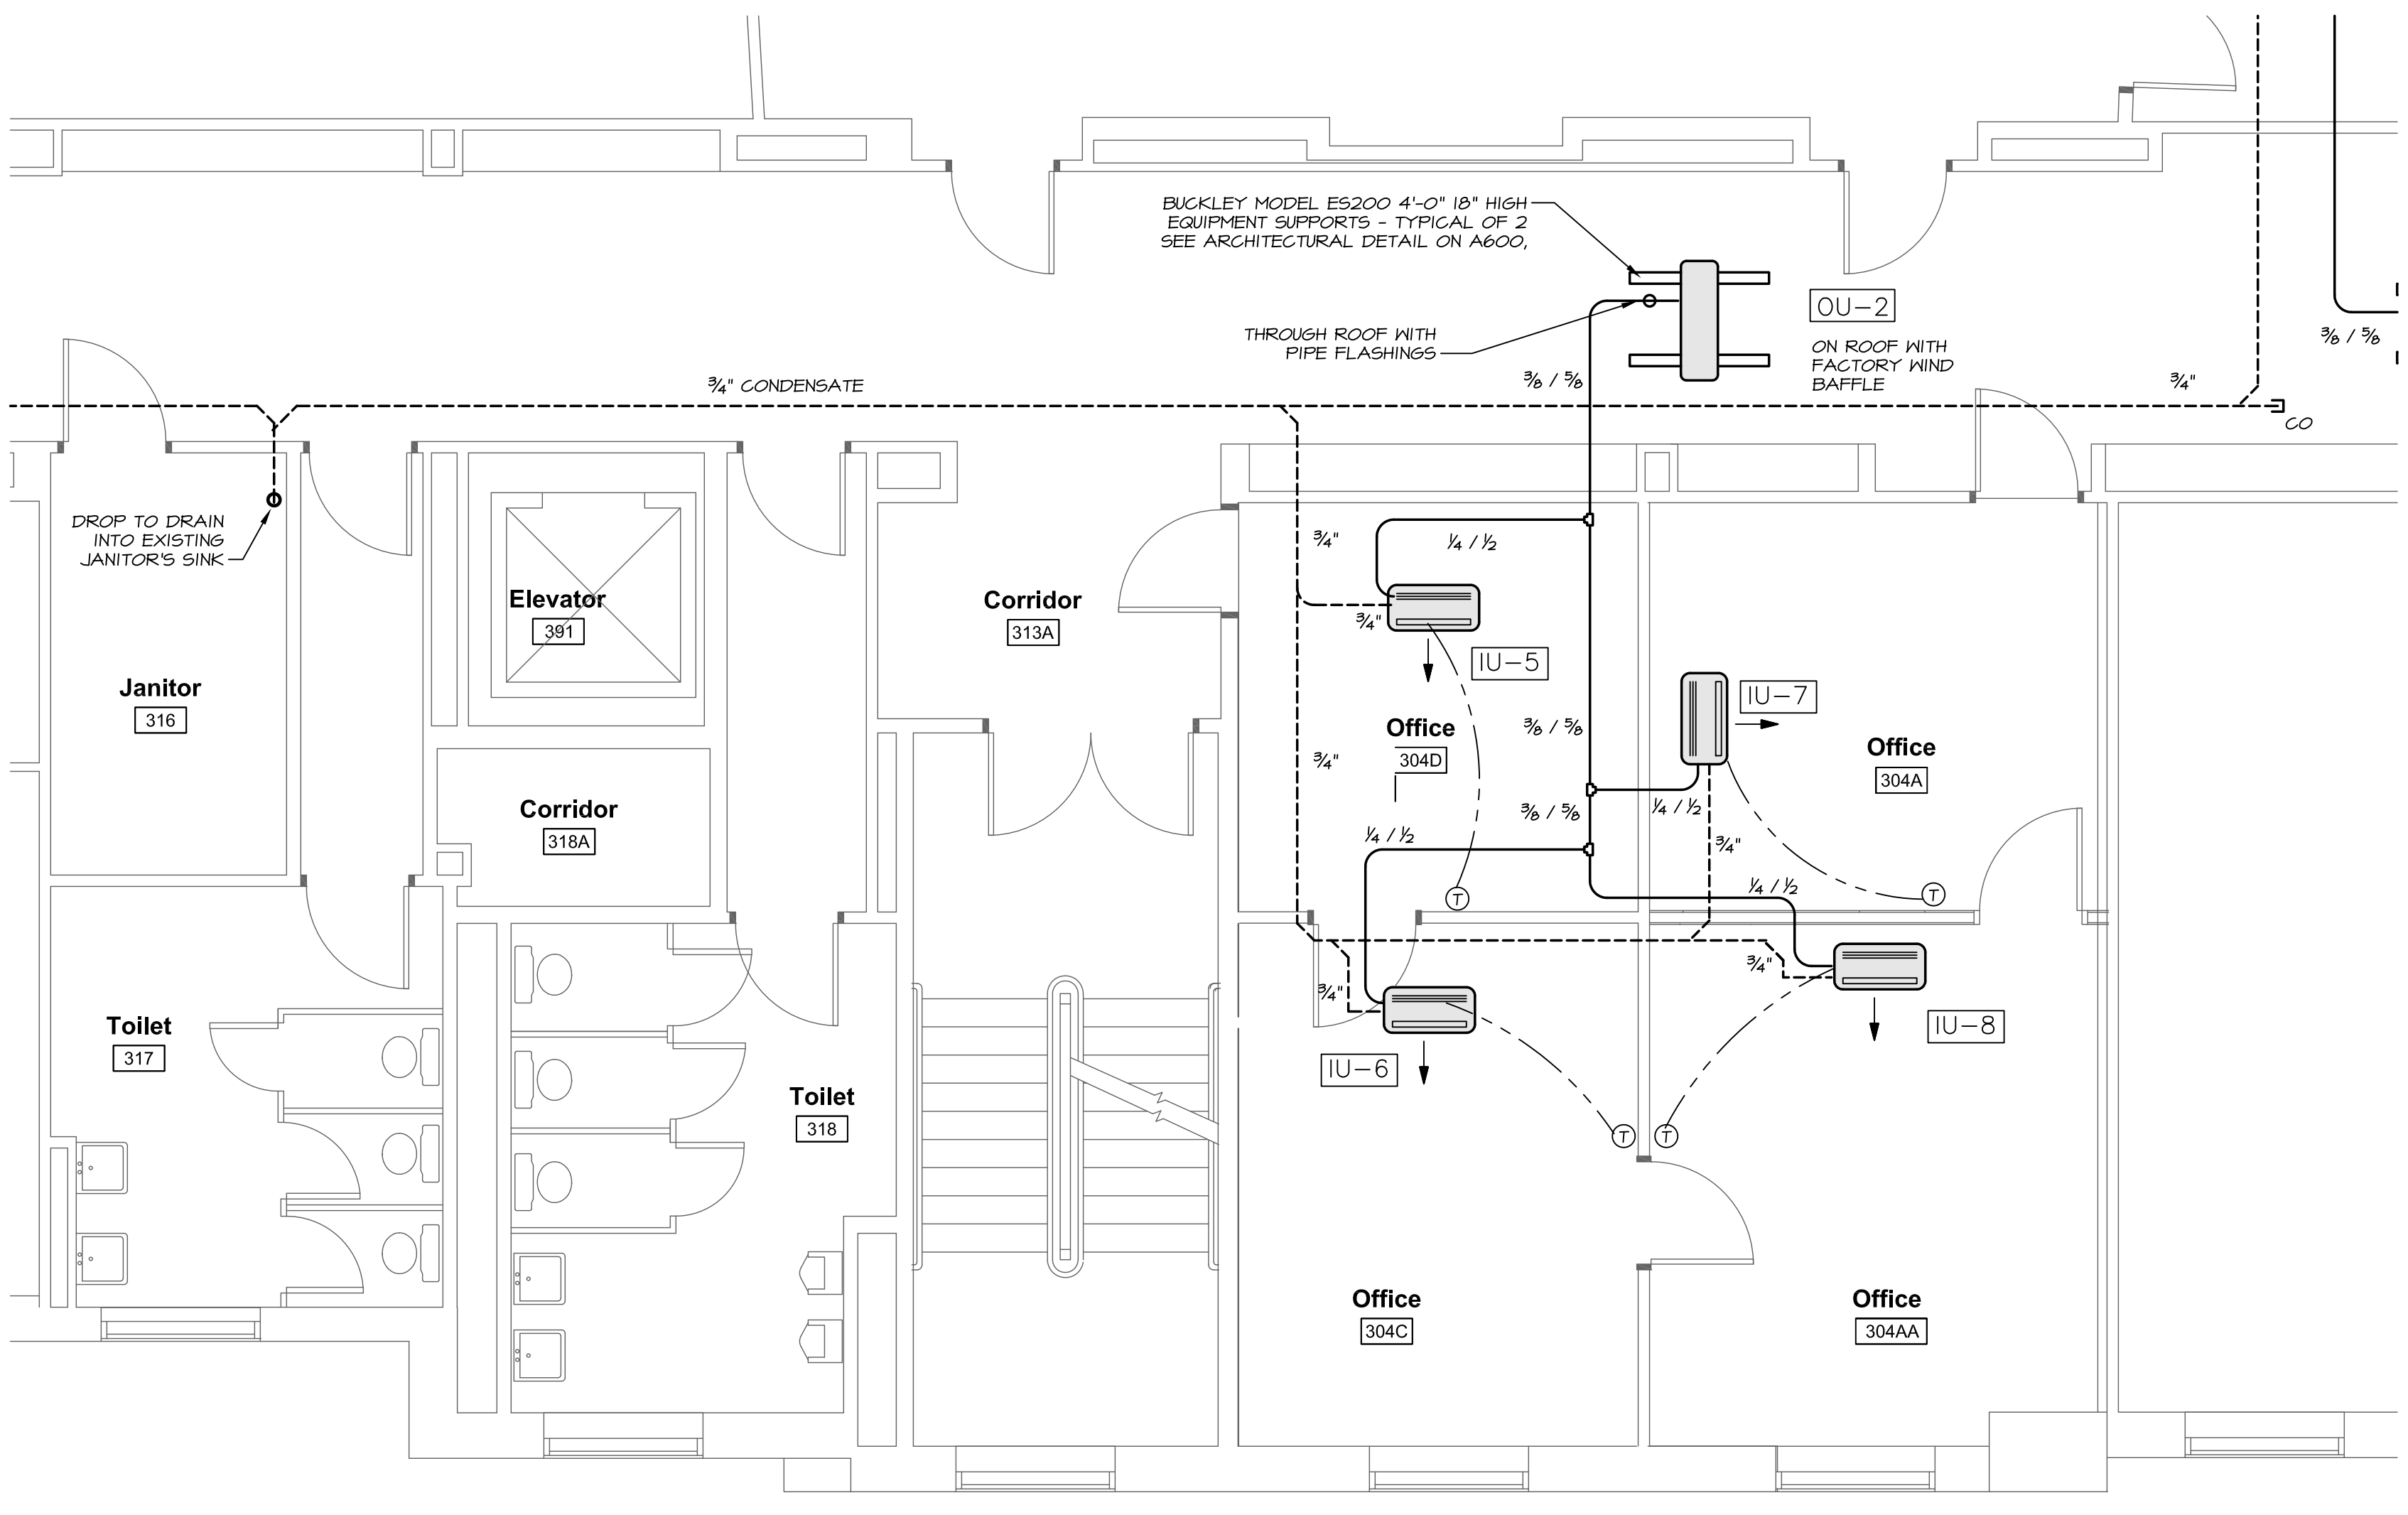 BUCKLEY MODEL ES200 4'-0" 18" HIGH
EQUIPMENT SUPPORTS - TYPICAL OF 2
SEE ARCHITECTURAL DETAIL ON A600,
OU-2
THROUGH ROOF WITH
PIPE FLASHINGS
ON ROOF WITH
FACTORY WIND
BAFFLE
3/8 / 5/8
3/8 / 5/8
3/4" CONDENSATE
3/4"
CO
DROP TO DRAIN
INTO EXISTING
JANITOR'S SINK
3/4"
1/4 / 1/2
Elevator
391
Corridor
313A
3/4"
IU-5
Janitor
316
IU-7
Office
304D
3/8 / 5/8
3/4"
Office
304A
Corridor
318A
3/8 / 5/8
1/4 / 1/2
1/4 / 1/2
3/4"
1/4 / 1/2
T
T
3/4"
3/4"
Toilet
317
IU-6
IU-8
Toilet
318
T
T
Office
304C
Office
304AA